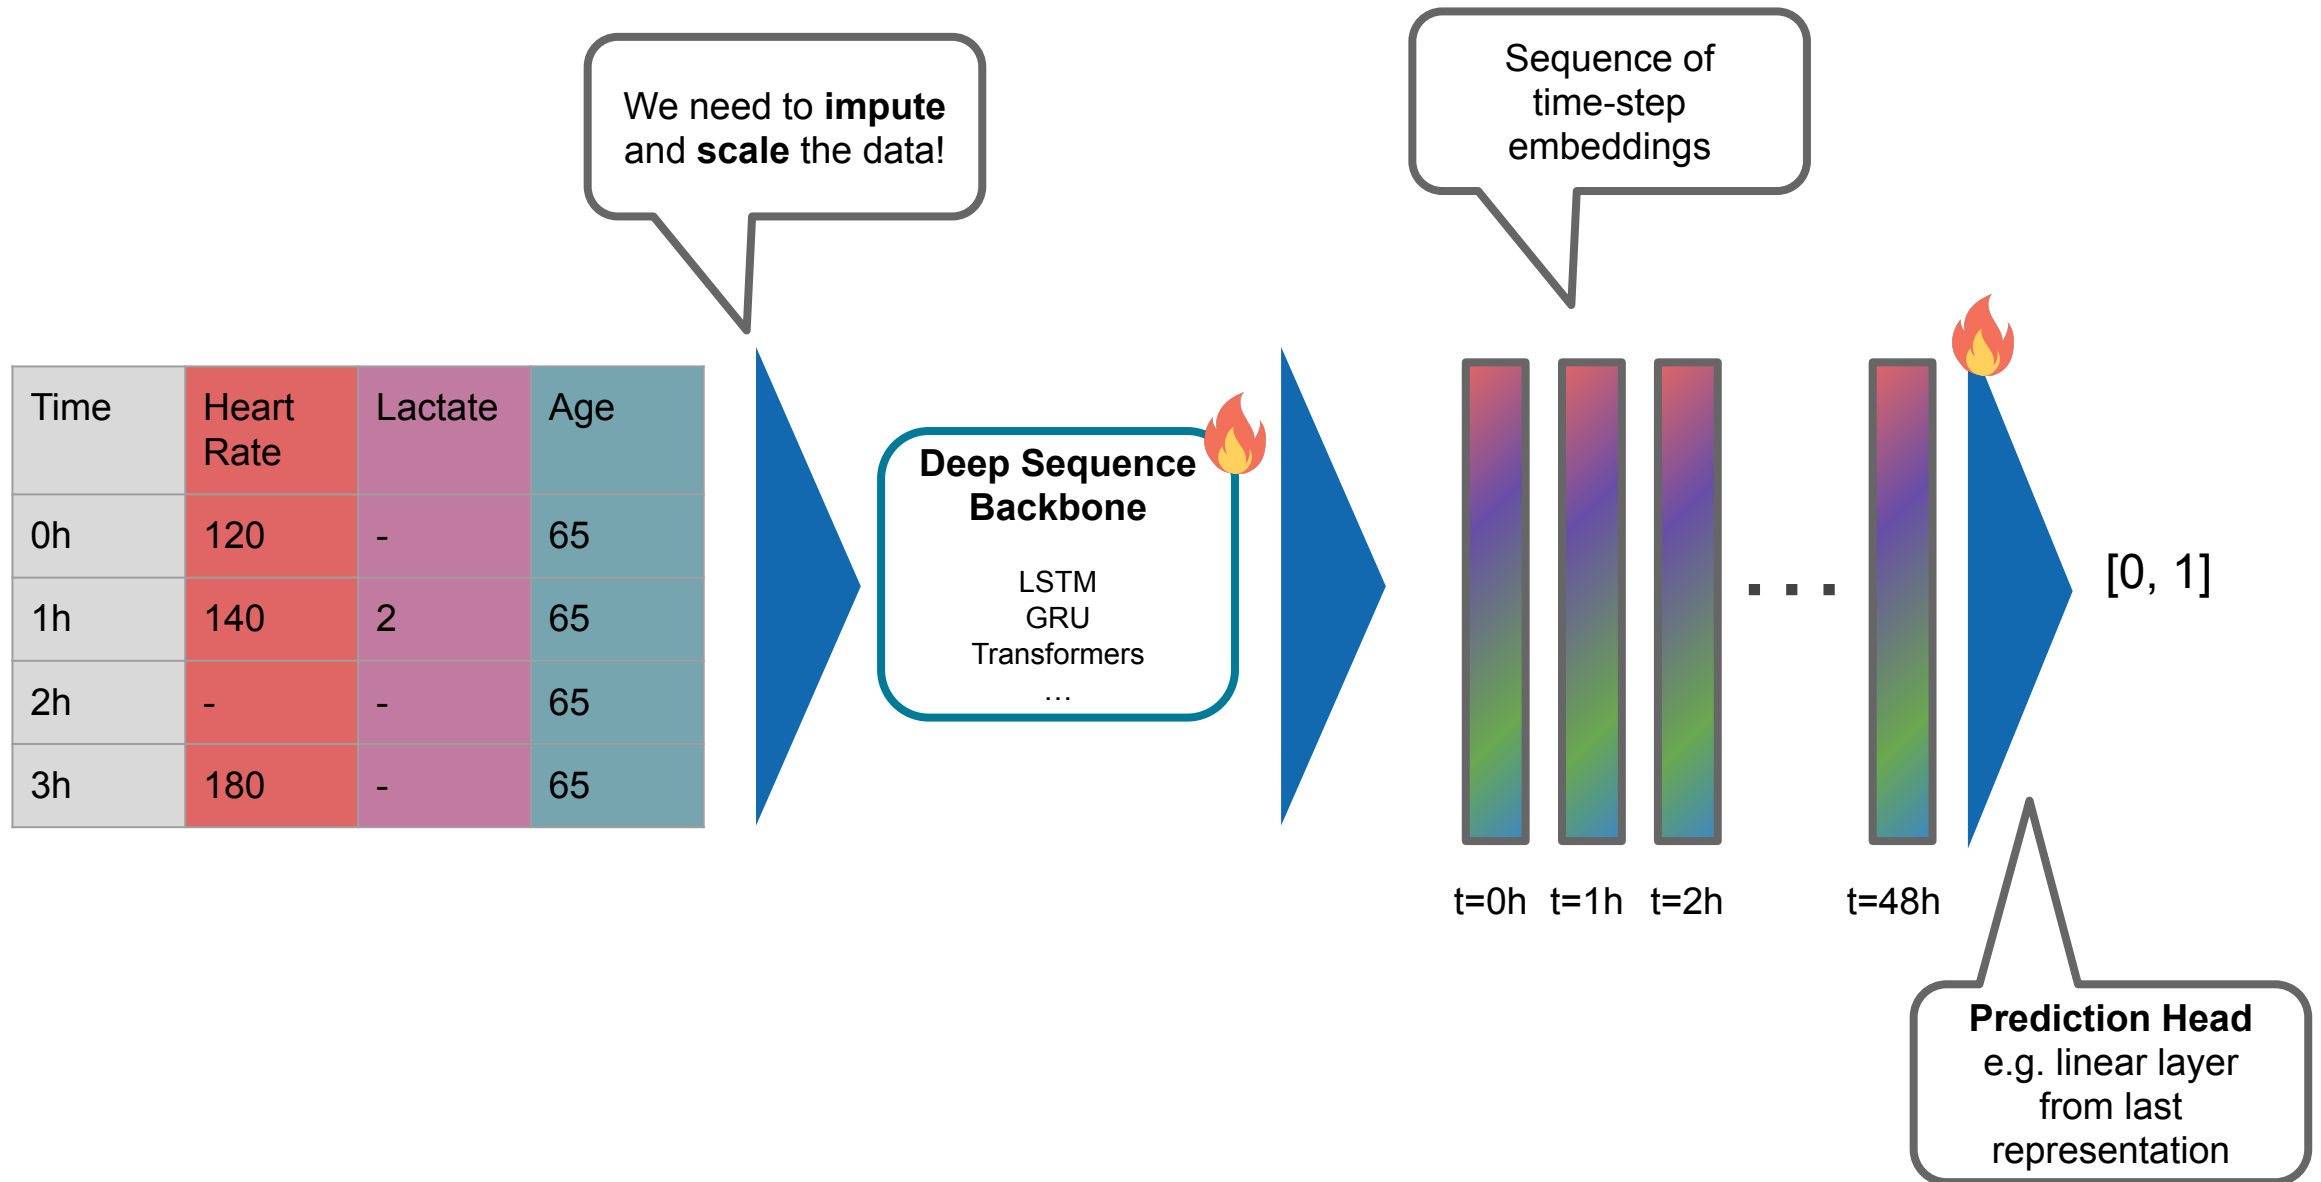 We need to impute
and scale the data!
Sequence of
time-step
embeddings
Time Heart Rate Lactate Age
0h 120 - 65
1h 140 2 65
2h - - 65
3h 180 - 65
Deep Sequence
Backbone
LSTM
GRU
Transformers
…
. . .
[0, 1]
t=0h t=1h t=2h t=48h
Prediction Head
e.g. linear layer
from last
representation